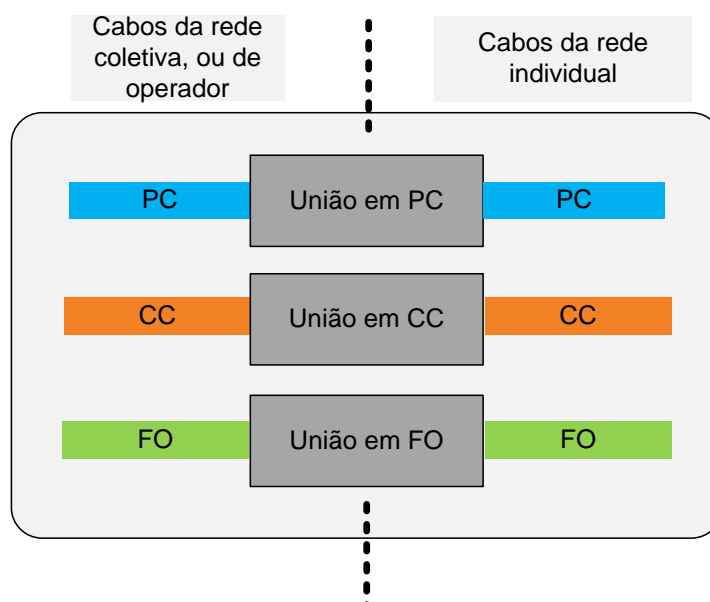 Cabos da rede
coletiva, ou de
operador
Cabos da rede
individual
PC
União em PC
PC
CC
União em CC
CC
FO
União em FO
FO